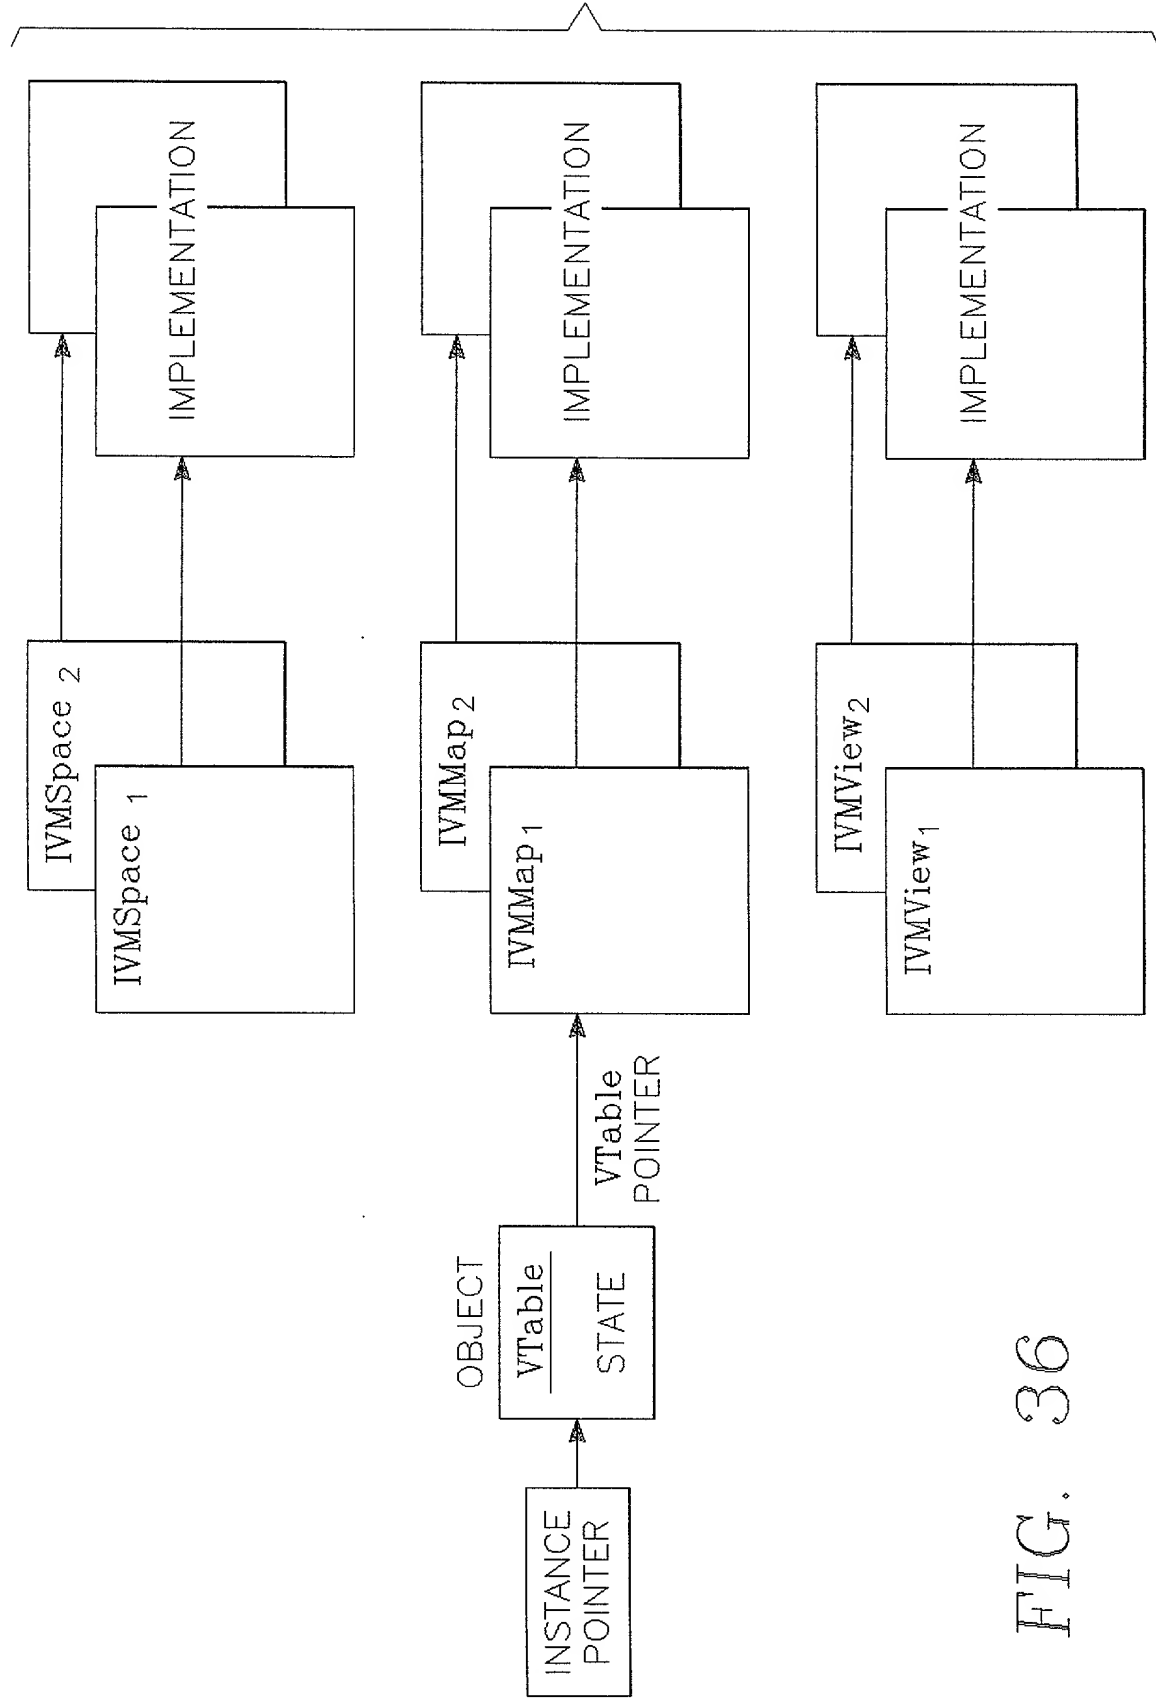 INSTANCE
POINTER
OBJECT
VTable
STATE
VTable
POINTER
IVMSpace 2
IVMSpace 1
IMPLEMENTATION
IVMMap 2
IVMMap 1
IMPLEMENTATION
IVMView 2
IVMView 1
IMPLEMENTATION
FIG. 36